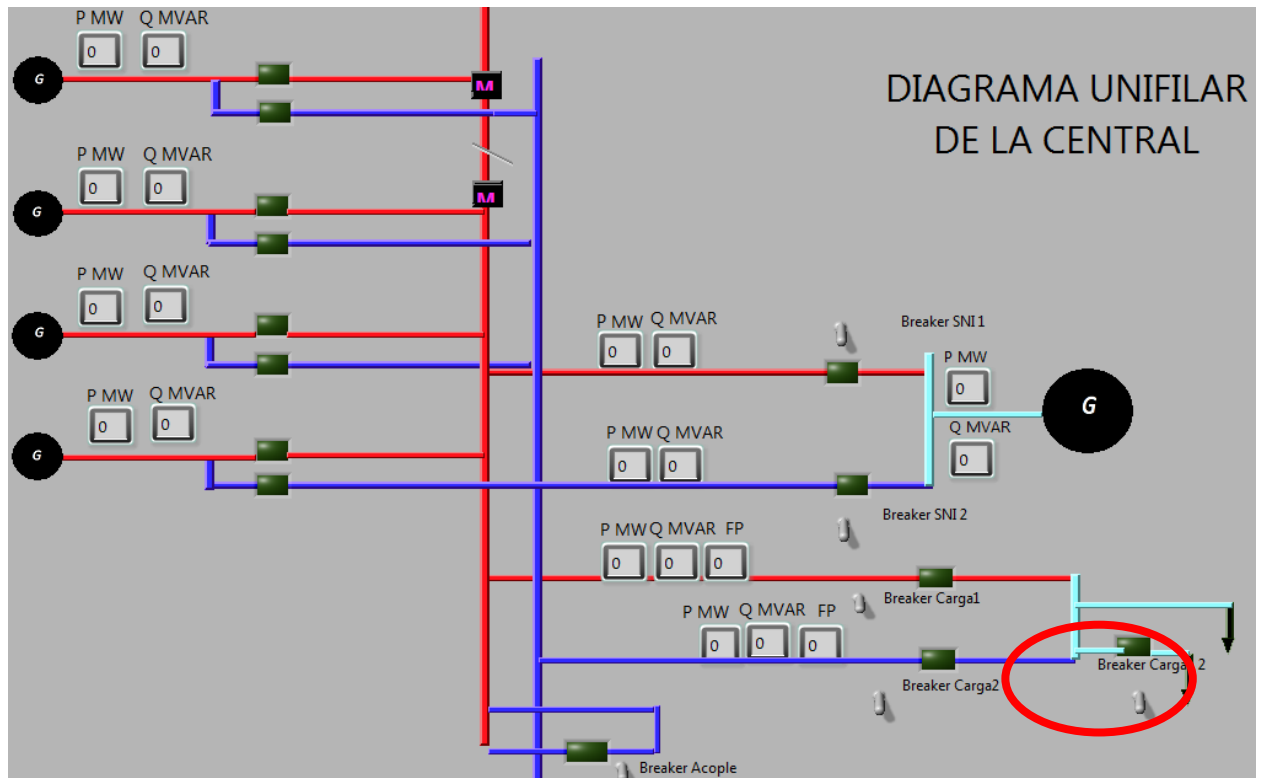 P MW Q MVAR
0 0
G
M
DIAGRAMA UNIFILAR
DE LA CENTRAL
P MW Q MVAR
0 0
G
M
P MW Q MVAR
0 0
G
P MW Q MVAR
0 0
Breaker SNI 1
P MW
0
G
Q MVAR
0
P MW Q MVAR
0 0
G
P MW Q MVAR
0 0
Breaker SNI 2
P MW Q MVAR FP
0 0 0
Breaker Carga1
P MW Q MVAR FP
0 0 0
Breaker Carga2
Breaker 2
Breaker Acople